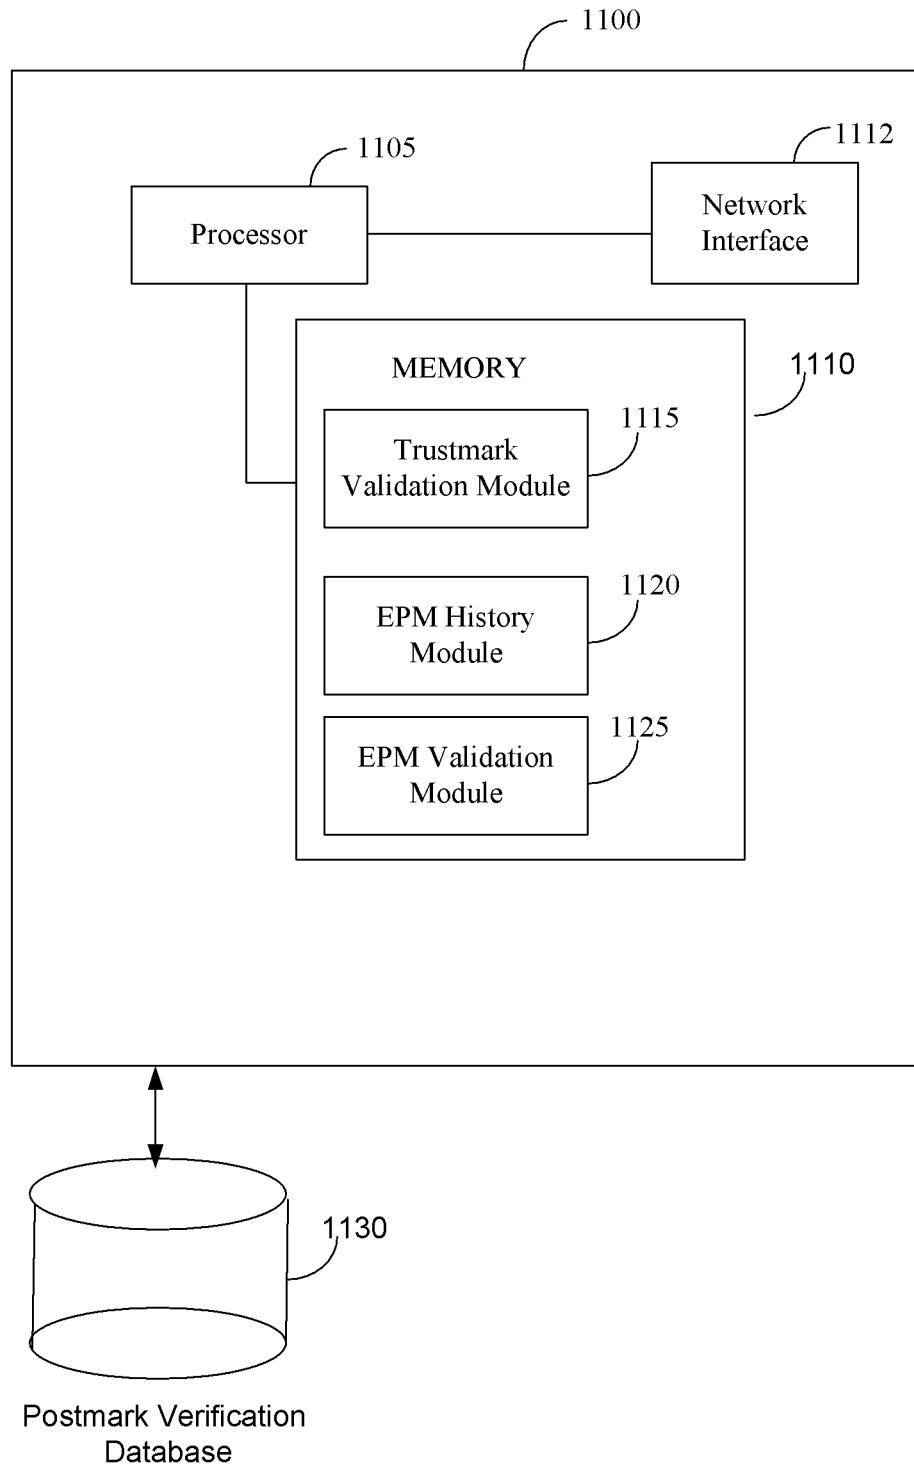 1100
1105
1112
Processor
Network
Interface
MEMORY
1110
1115
Trustmark
Validation Module
1120
EPM History
Module
1125
EPM Validation
Module
1130
Postmark Verification
Database